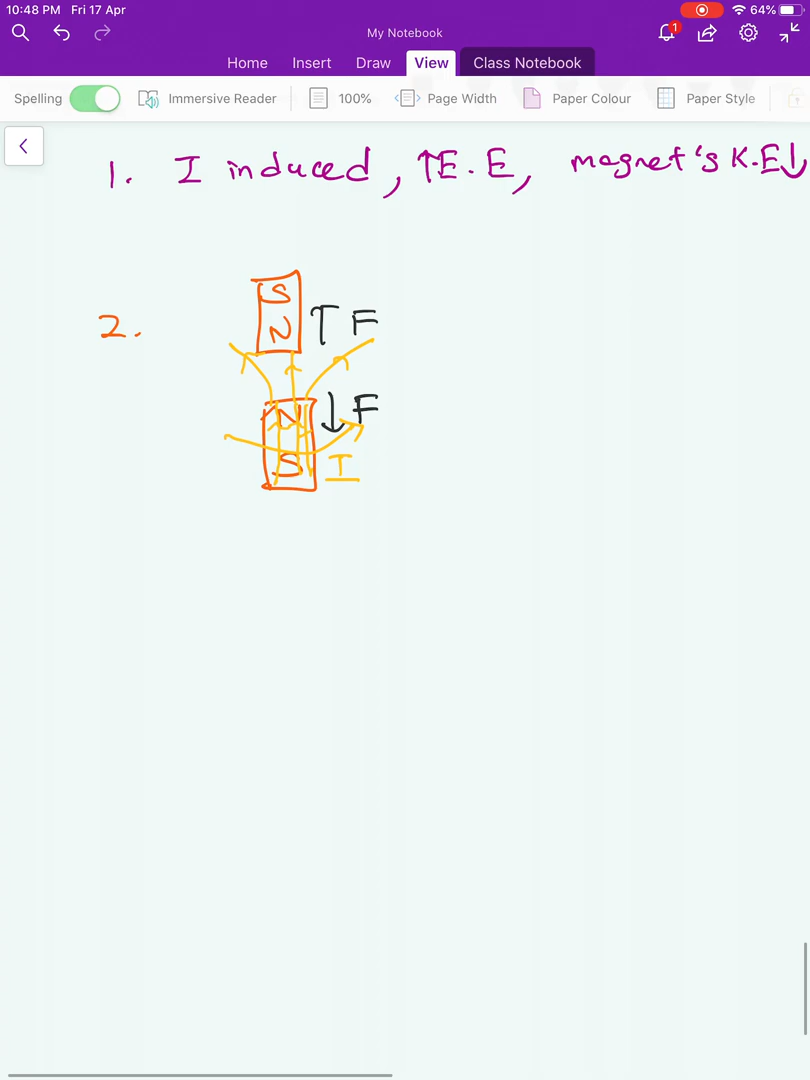 10:48 PM Fri 17 Apr 64%
My Notebook
1
Home Insert Draw View Class Notebook
Spelling Immersive Reader 100% Page Width Paper Colour Paper Style
1. I induced, ↑E.E, magnet's K.E↓
S
2. N ↑ F
N ↓ F
S I